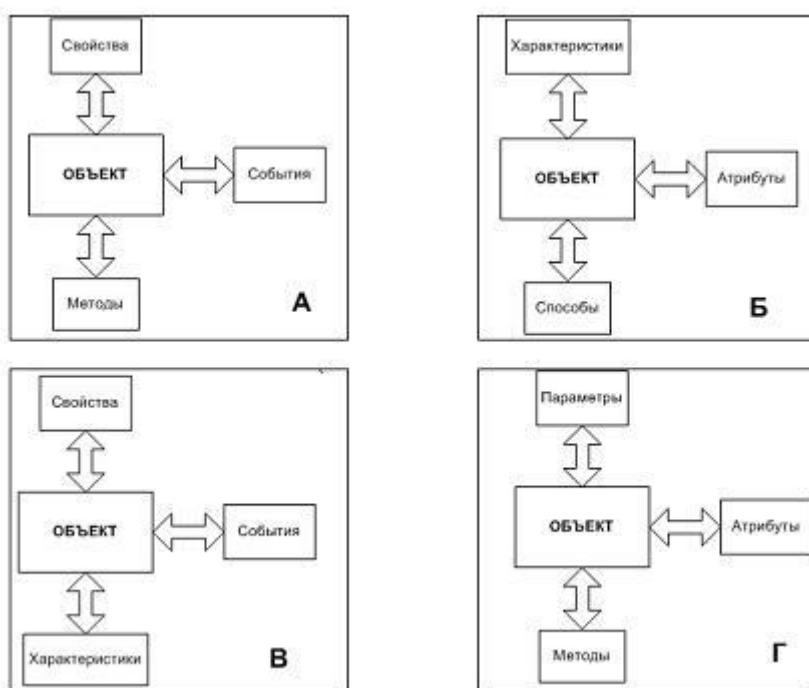 Свойства
ОБЪЕКТ
События
Методы
А
Характеристики
ОБЪЕКТ
Атрибуты
Способы
Б
Свойства
ОБЪЕКТ
События
Характеристики
В
Параметры
ОБЪЕКТ
Атрибуты
Методы
Г